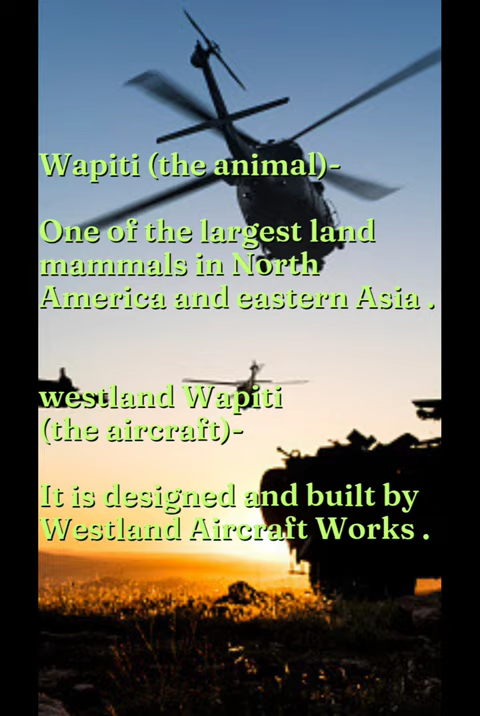 Wapiti (the animal)-
One of the largest land
mammals in North
America and eastern Asia .
westland Wapiti
(the aircraft)-
It is designed and built by
Westland Aircraft Works .